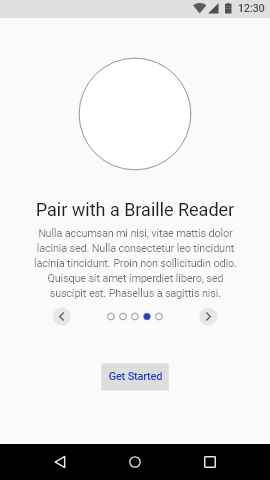 12:30
Pair with a Braille Reader
Nulla accumsan mi nisi, vitae mattis dolor
lacinia sed. Nulla consectetur leo tincidunt
lacinia tincidunt. Proin non sollicitudin odio.
Quisque sit amet imperdiet libero, sed
suscipit est. Phasellus a sagittis nisi.
Get Started